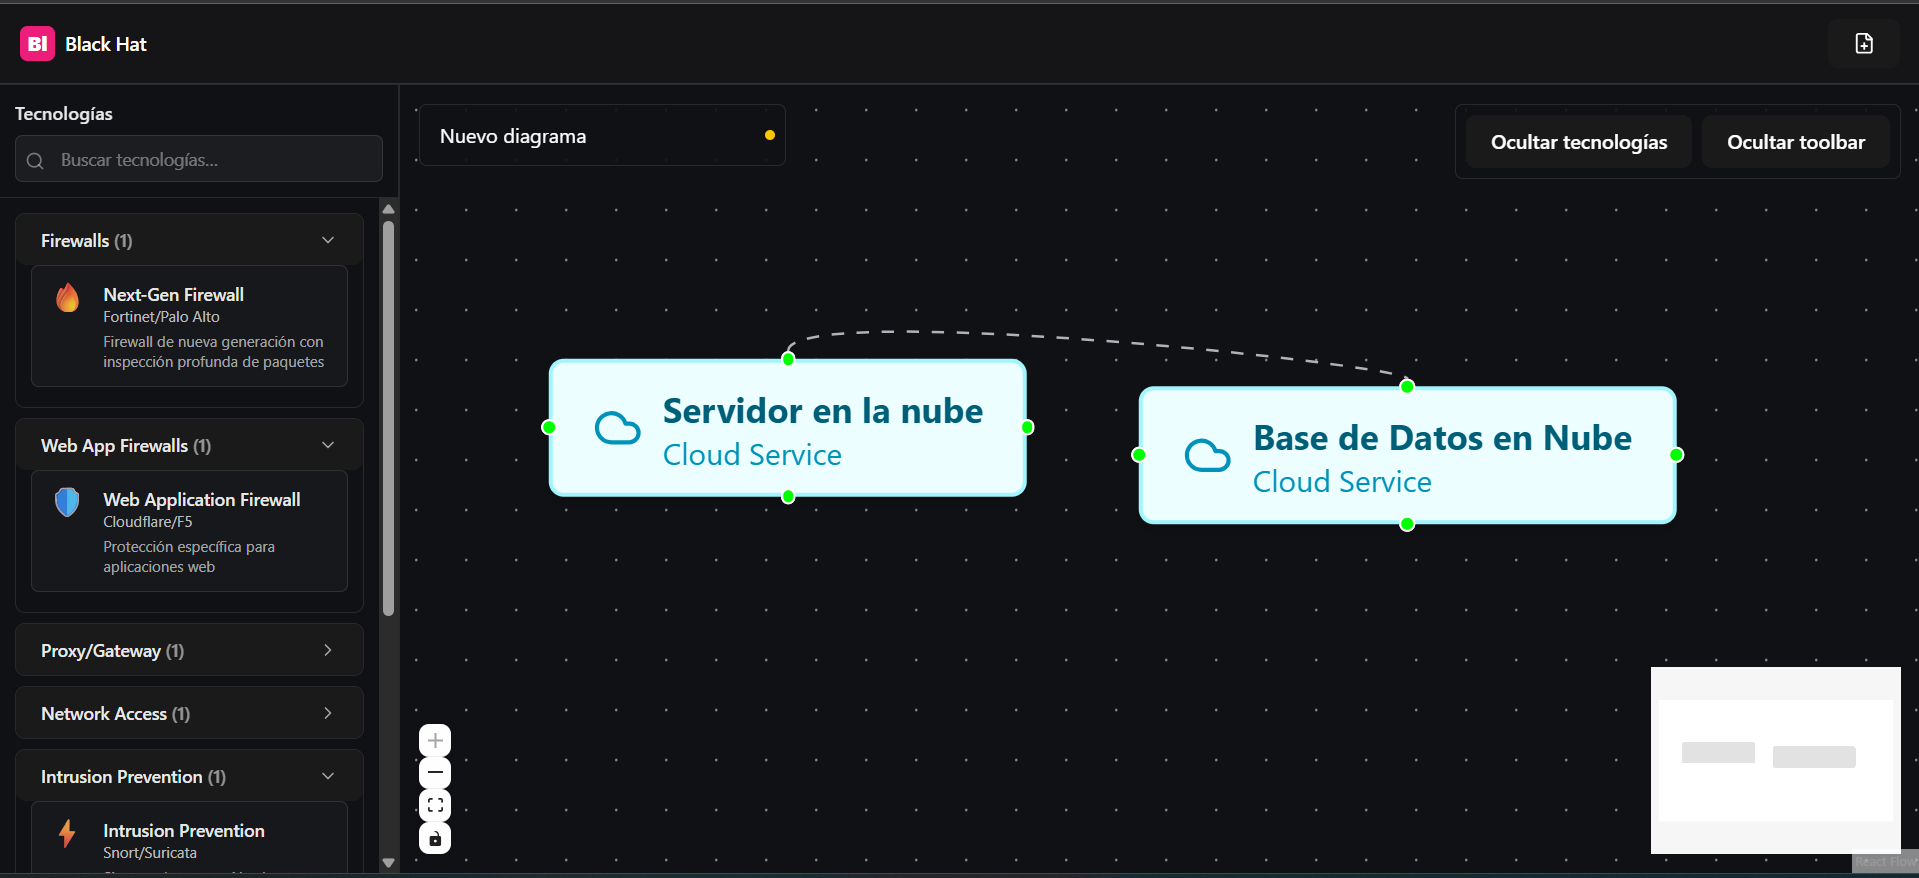 Bl Black Hat
Tecnologías
Buscar tecnologías...
Firewalls (1)
Next-Gen Firewall
Fortinet/Palo Alto
Firewall de nueva generación con
inspección profunda de paquetes
Web App Firewalls (1)
Web Application Firewall
Cloudflare/F5
Protección específica para
aplicaciones web
Proxy/Gateway (1)
Network Access (1)
Intrusion Prevention (1)
Intrusion Prevention
Snort/Suricata
Nuevo diagrama
Ocultar tecnologías
Ocultar toolbar
Servidor en la nube
Cloud Service
Base de Datos en Nube
Cloud Service
React Flow